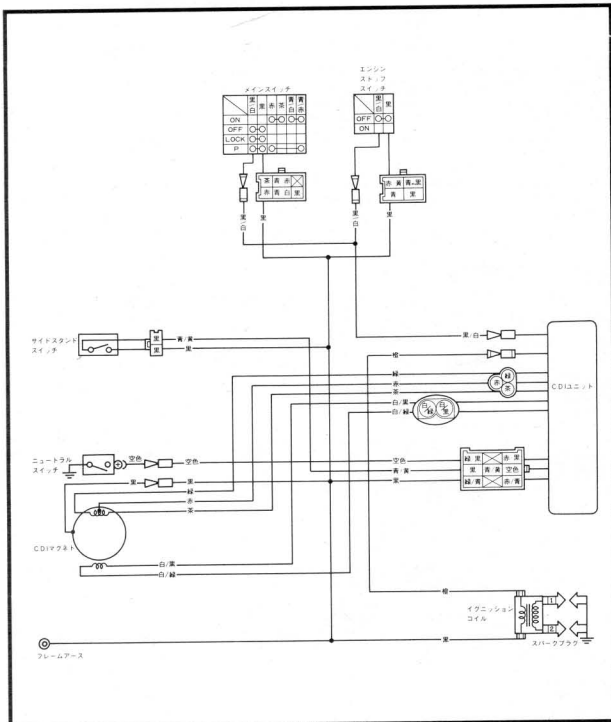 エンジン
ストップ
スイッチ
メインスイッチ
黒/白 黒 赤 茶 青/白 青/赤
ON
OFF
LOCK
P
黒/白 黒
OFF
ON
茶 青 赤
赤 青 白 黒
黒/白
黒
黒/白
黒
サイドスタンド
スイッチ
黒
黒
青/黄
黒
黒/白
橙
緑
赤
茶
白/黒
白/緑
緑
赤
茶
白/緑
白/黒
CDIユニット
ニュートラル
スイッチ
空色
空色
空色
黒
黒
青/黄
黒
緑 黒 赤 黒
黒 青 黄 空色
緑/青 赤/青
緑
赤
茶
CDIマグネト
白/黒
白/緑
橙
イグニッション
コイル
1
2
スパークプラグ
黒
フレームアース